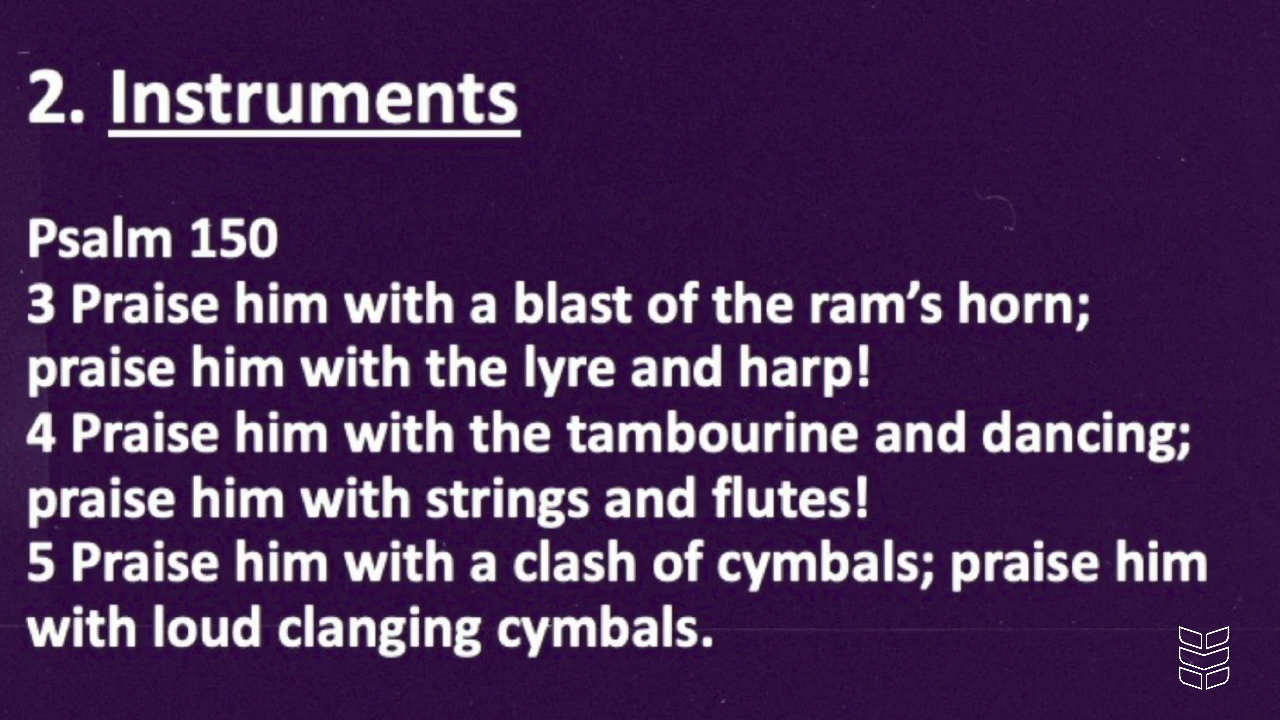 2. Instruments
Psalm 150
3 Praise him with a blast of the ram’s horn;
praise him with the lyre and harp!
4 Praise him with the tambourine and dancing;
praise him with strings and flutes!
5 Praise him with a clash of cymbals; praise him
with loud clanging cymbals.